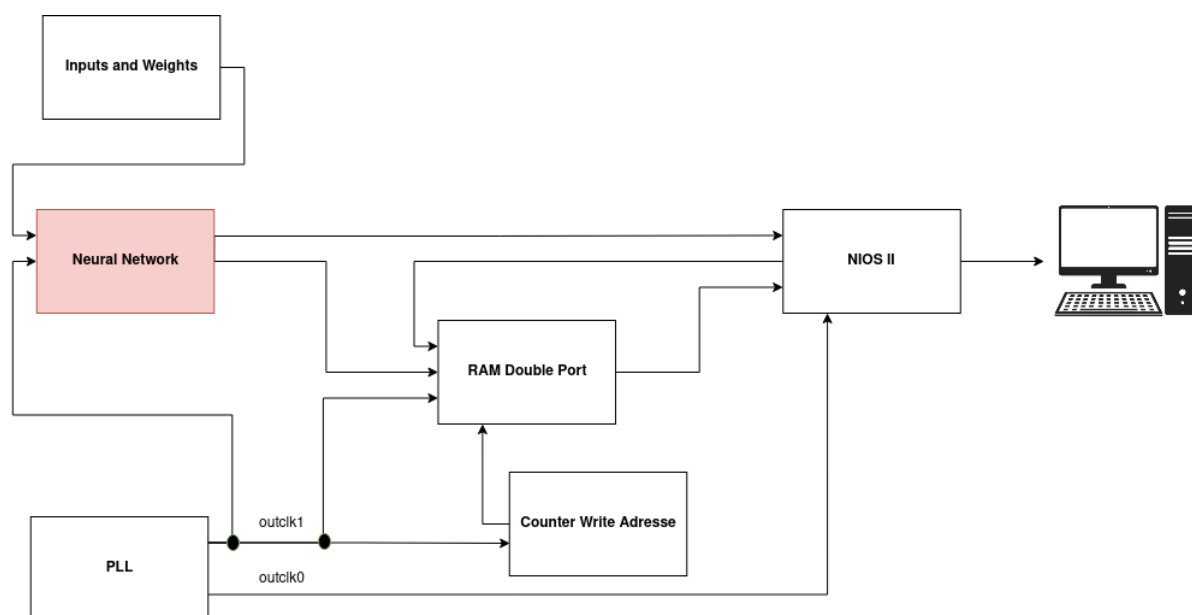 Inputs and Weights
Neural Network
NIOS II
RAM Double Port
Counter Write Adresse
outclk1
PLL
outclk0